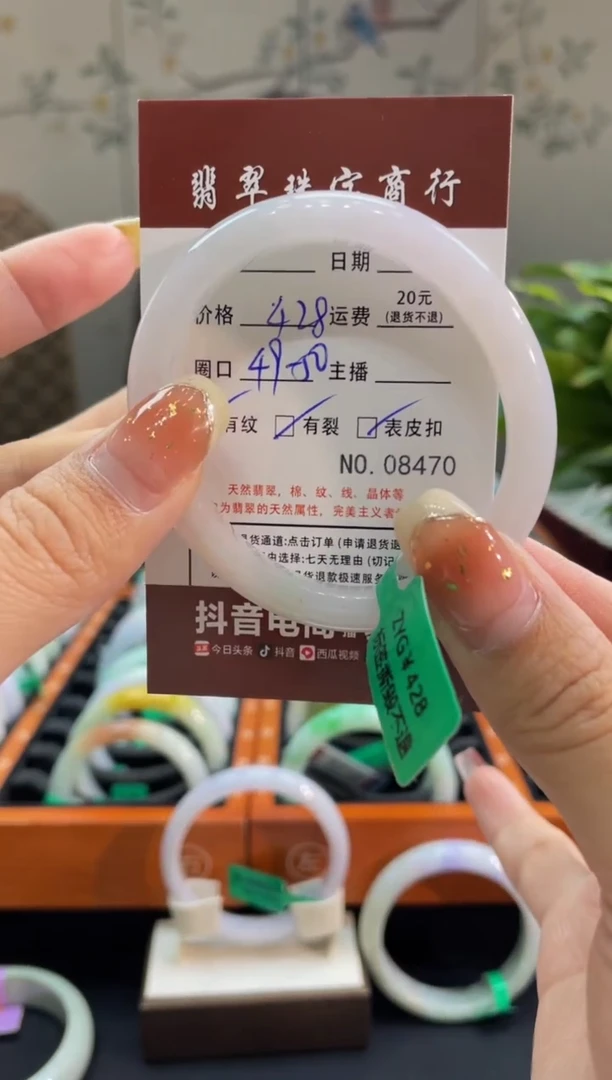 翡翠珠宝商行
日期
价格 428 运费 20元
(退货不退)
圈口 49-50 主播
有纹 有裂 表皮扣
NO. 08470
天然翡翠，棉、纹、线、晶体等
为翡翠的天然属性，完美主义者
货通道:点击订单(申请退货退
由选择:七天无理由(切记
货退款极速服务
抖音电商
今日头条 抖音 西瓜视频
ZYG¥428